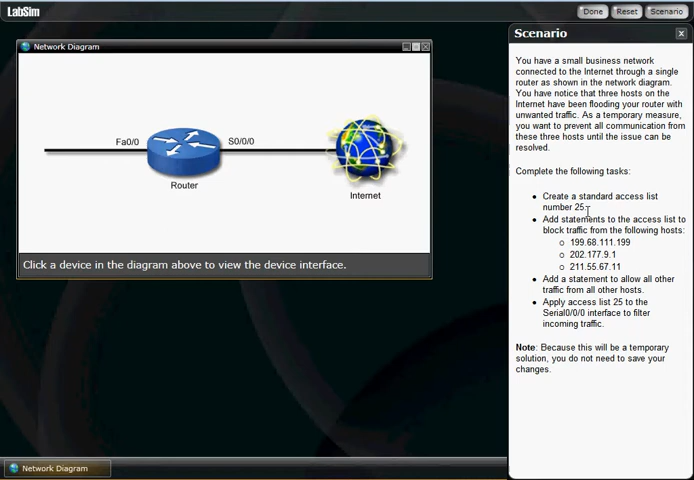 LabSim
Done
Reset
Scenario
Network Diagram
Fa0/0
S0/0/0
Router
Internet
Click a device in the diagram above to view the device interface.
Scenario
You have a small business network
connected to the Internet through a single
router as shown in the network diagram.
You have notice that three hosts on the
Internet have been flooding your router with
unwanted traffic. As a temporary measure,
you want to prevent all communication from
these three hosts until the issue can be
resolved.
Complete the following tasks:
• Create a standard access list
number 25.
• Add statements to the access list to
block traffic from the following hosts:
○ 199.68.111.199
○ 202.177.9.1
○ 211.55.67.11
• Add a statement to allow all other
traffic from all other hosts.
• Apply access list 25 to the
Serial0/0/0 interface to filter
incoming traffic.
Note: Because this will be a temporary
solution, you do not need to save your
changes.
Network Diagram